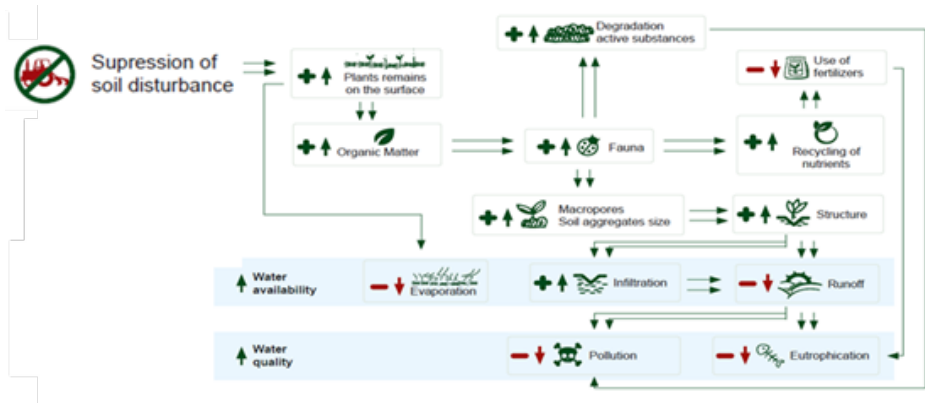 Supression of
soil disturbance
Plants remains
on the surface
Organic Matter
Degradation
active substances
Fauna
Use of
fertilizers
Recycling of
nutrients
Macropores
Soil aggregates size
Structure
Water
availability
Evaporation
Infiltration
Runoff
Water
quality
Pollution
Eutrophication